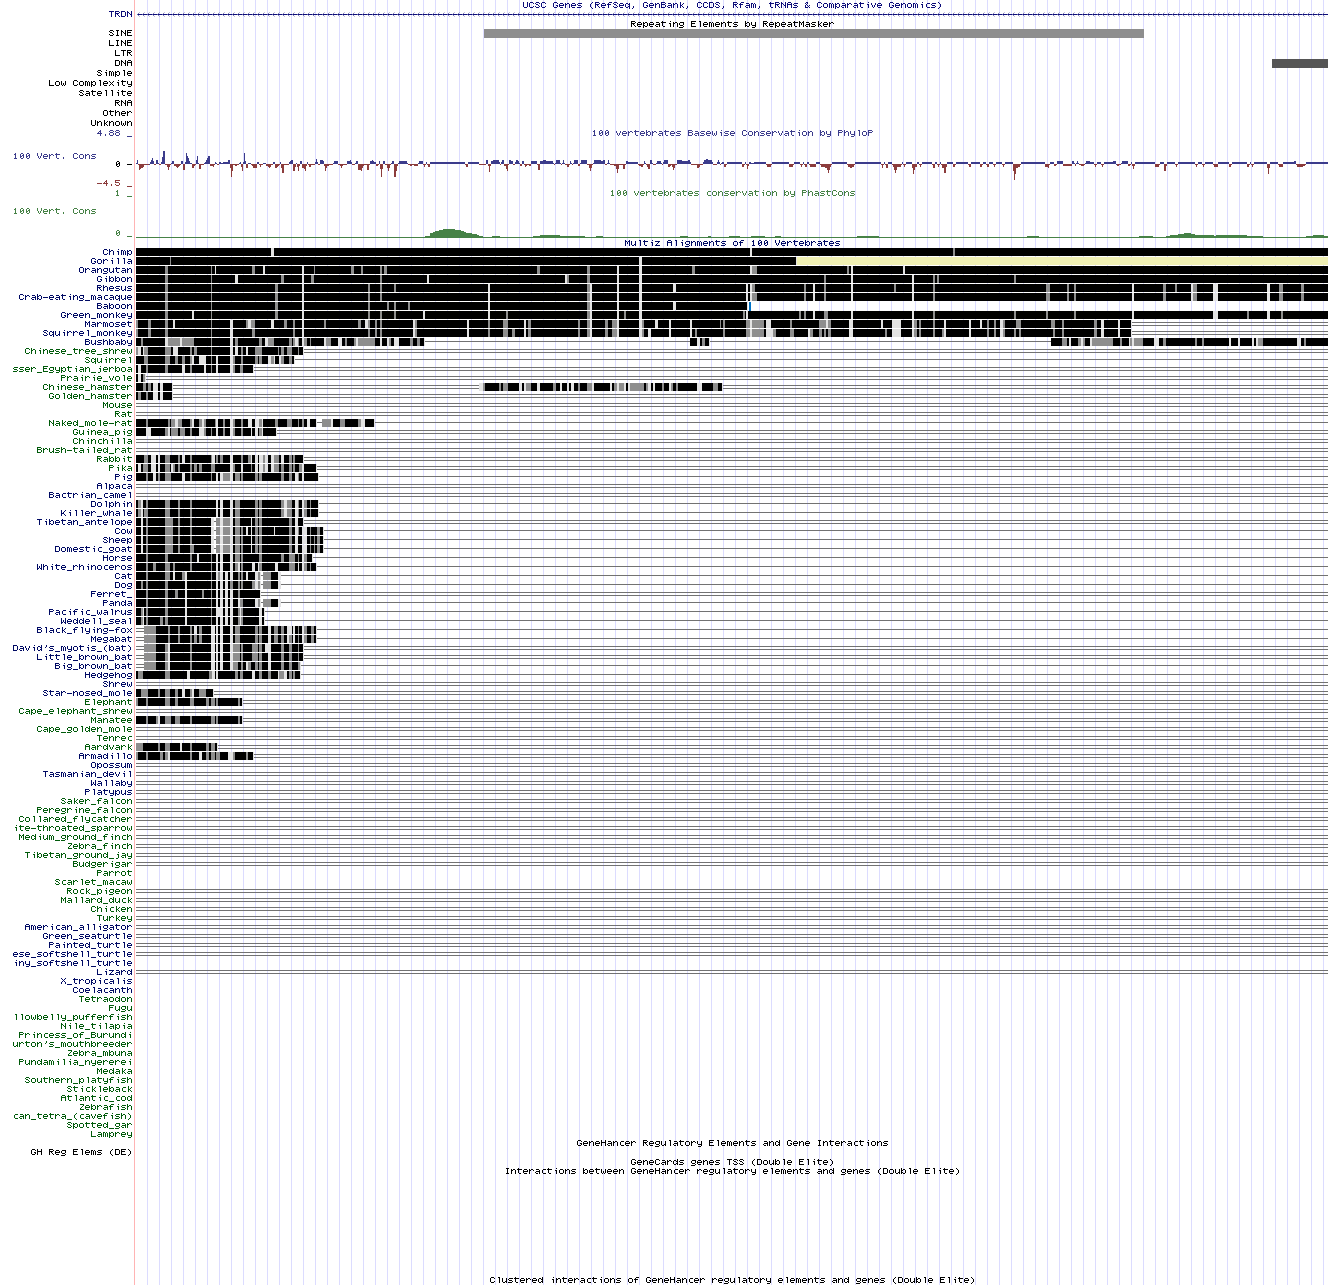 UCSC Genes (RefSeq, GenBank, CCDS, Rfam, tRNAs & Comparative Genomics)
TRDN
Repeating Elements by RepeatMasker
SINE
LINE
LTR
DNA
Simple
Low Complexity
Satellite
RNA
Other
Unknown
100 vertebrates Basewise Conservation by PhyloP
4.88 _
100 Vert. Cons
0 -
-4.5 _
100 vertebrates conservation by PhastCons
1 _
100 Vert. Cons
0 _
Multiz Alignments of 100 Vertebrates
Chimp
Gorilla
Orangutan
Gibbon
Rhesus
Crab-eating_macaque
Baboon
Green_monkey
Marmoset
Squirrel_monkey
Bushbaby
Chinese_tree_shrew
Squirrel
sser_Egyptian_jerboa
Prairie_vole
Chinese_hamster
Golden_hamster
Mouse
Rat
Naked_mole-rat
Guinea_pig
Chinchilla
Brush-tailed_rat
Rabbit
Pika
Pig
Alpaca
Bactrian_camel
Dolphin
Killer_whale
Tibetan_antelope
Cow
Sheep
Domestic_goat
Horse
White_rhinoceros
Cat
Dog
Ferret_
Panda
Pacific_walrus
Weddell_seal
Black_flying-fox
Megabat
David's_myotis_(bat)
Little_brown_bat
Big_brown_bat
Hedgehog
Shrew
Star-nosed_mole
Elephant
Cape_elephant_shrew
Manatee
Cape_golden_mole
Tenrec
Aardvark
Armadillo
Opossum
Tasmanian_devil
Wallaby
Platypus
Saker_falcon
Peregrine_falcon
Collared_flycatcher
ite-throated_sparrow
Medium_ground_finch
Zebra_finch
Tibetan_ground_jay
Budgerigar
Parrot
Scarlet_macaw
Rock_pigeon
Mallard_duck
Chicken
Turkey
American_alligator
Green_seaturtle
Painted_turtle
ese_softshell_turtle
iny_softshell_turtle
Lizard
X_tropicalis
Coelacanth
Tetraodon
Fugu
llowbelly_pufferfish
Nile_tilapia
Princess_of_Burundi
urton's_mouthbreeder
Zebra_mbuna
Pundamilia_nyererei
Medaka
Southern_platyfish
Stickleback
Atlantic_cod
Zebrafish
can_tetra_(cavefish)
Spotted_gar
Lamprey
GeneHancer Regulatory Elements and Gene Interactions
GH Reg Elems (DE)
GeneCards genes TSS (Double Elite)
Interactions between GeneHancer regulatory elements and genes (Double Elite)
Clustered interactions of GeneHancer regulatory elements and genes (Double Elite)